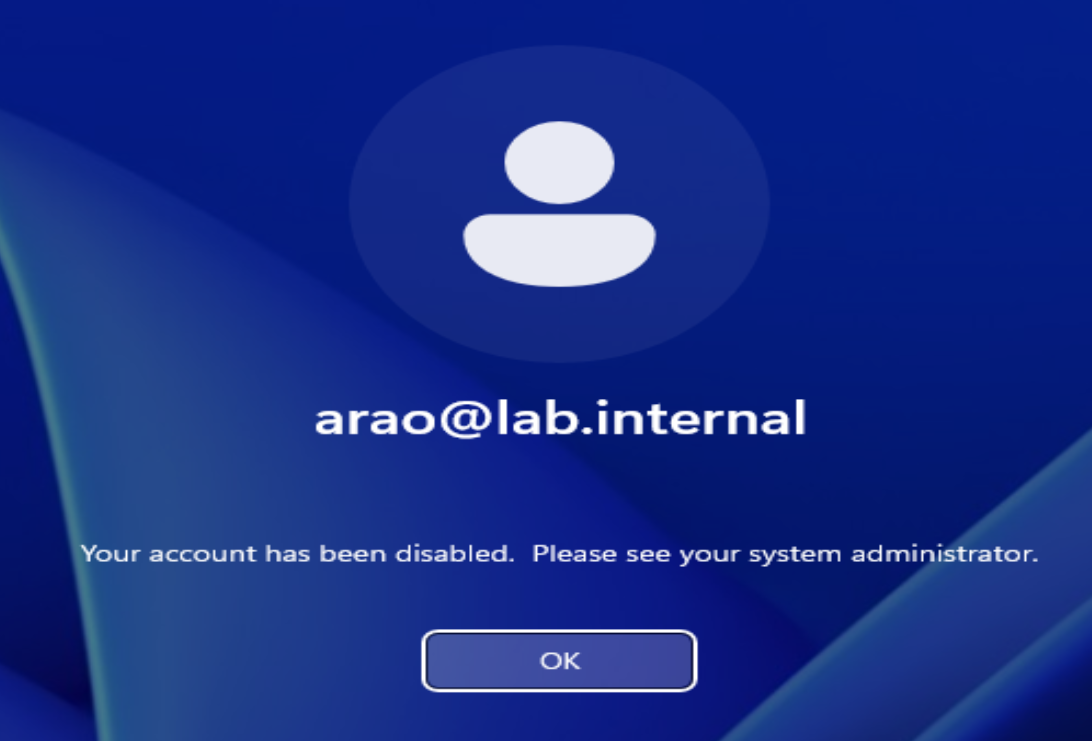 arao@lab.internal
Your account has been disabled.  Please see your system administrator.
OK